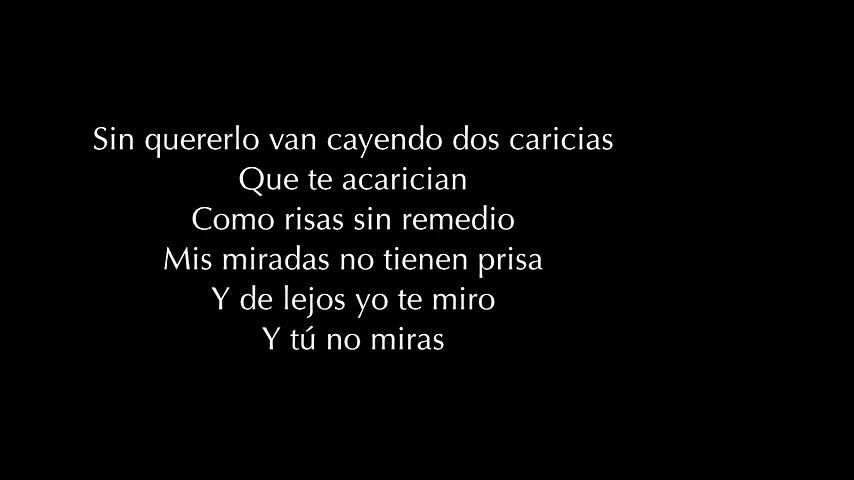 Sin quererlo van cayendo dos caricias
Que te acarician
Como risas sin remedio
Mis miradas no tienen prisa
Y de lejos yo te miro
Y tú no miras